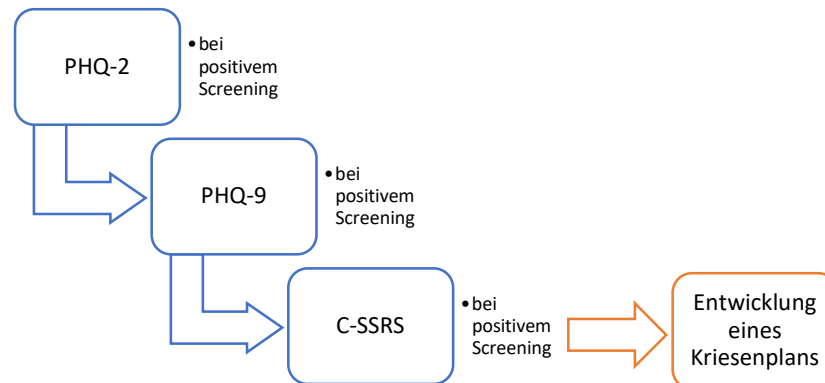 PHQ-2
•bei
positivem
Screening
PHQ-9
•bei
positivem
Screening
C-SSRS
•bei
positivem
Screening
Entwicklung
eines
Kriesenplans